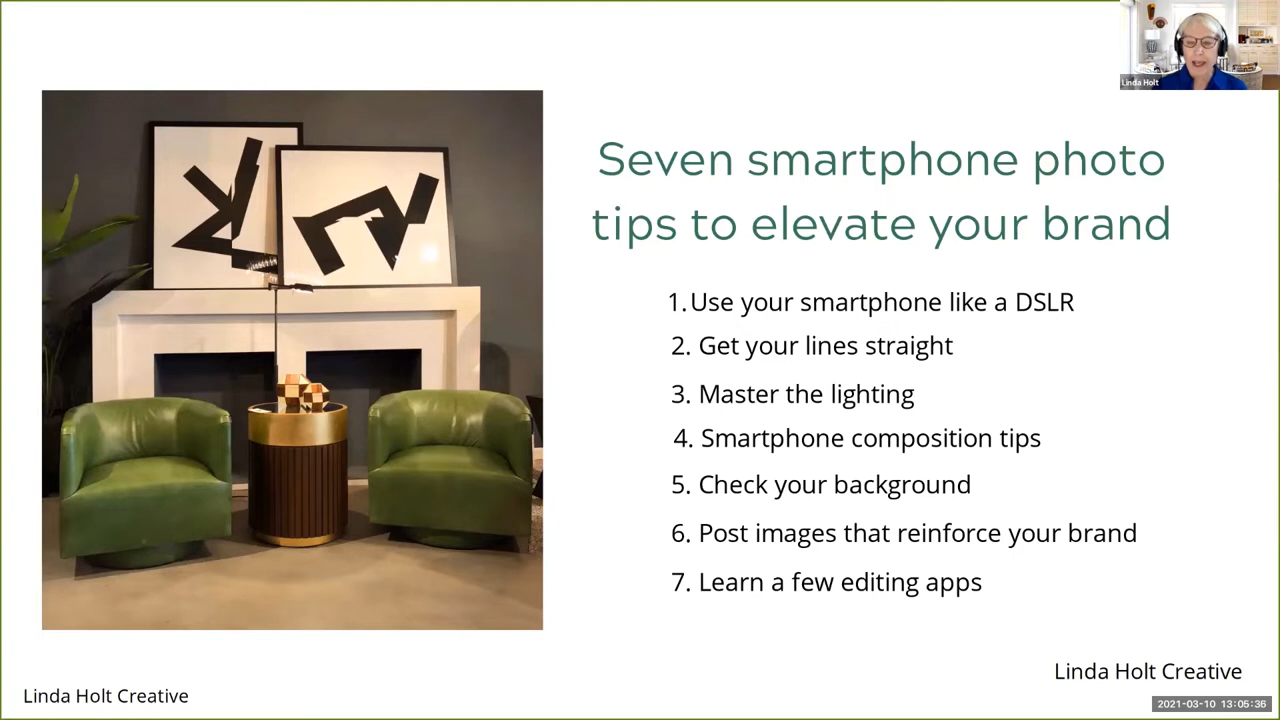 Linda Holt
Seven smartphone photo
tips to elevate your brand
1. Use your smartphone like a DSLR
2. Get your lines straight
3. Master the lighting
4. Smartphone composition tips
5. Check your background
6. Post images that reinforce your brand
7. Learn a few editing apps
Linda Holt Creative
Linda Holt Creative
2021-03-10 13:05:36